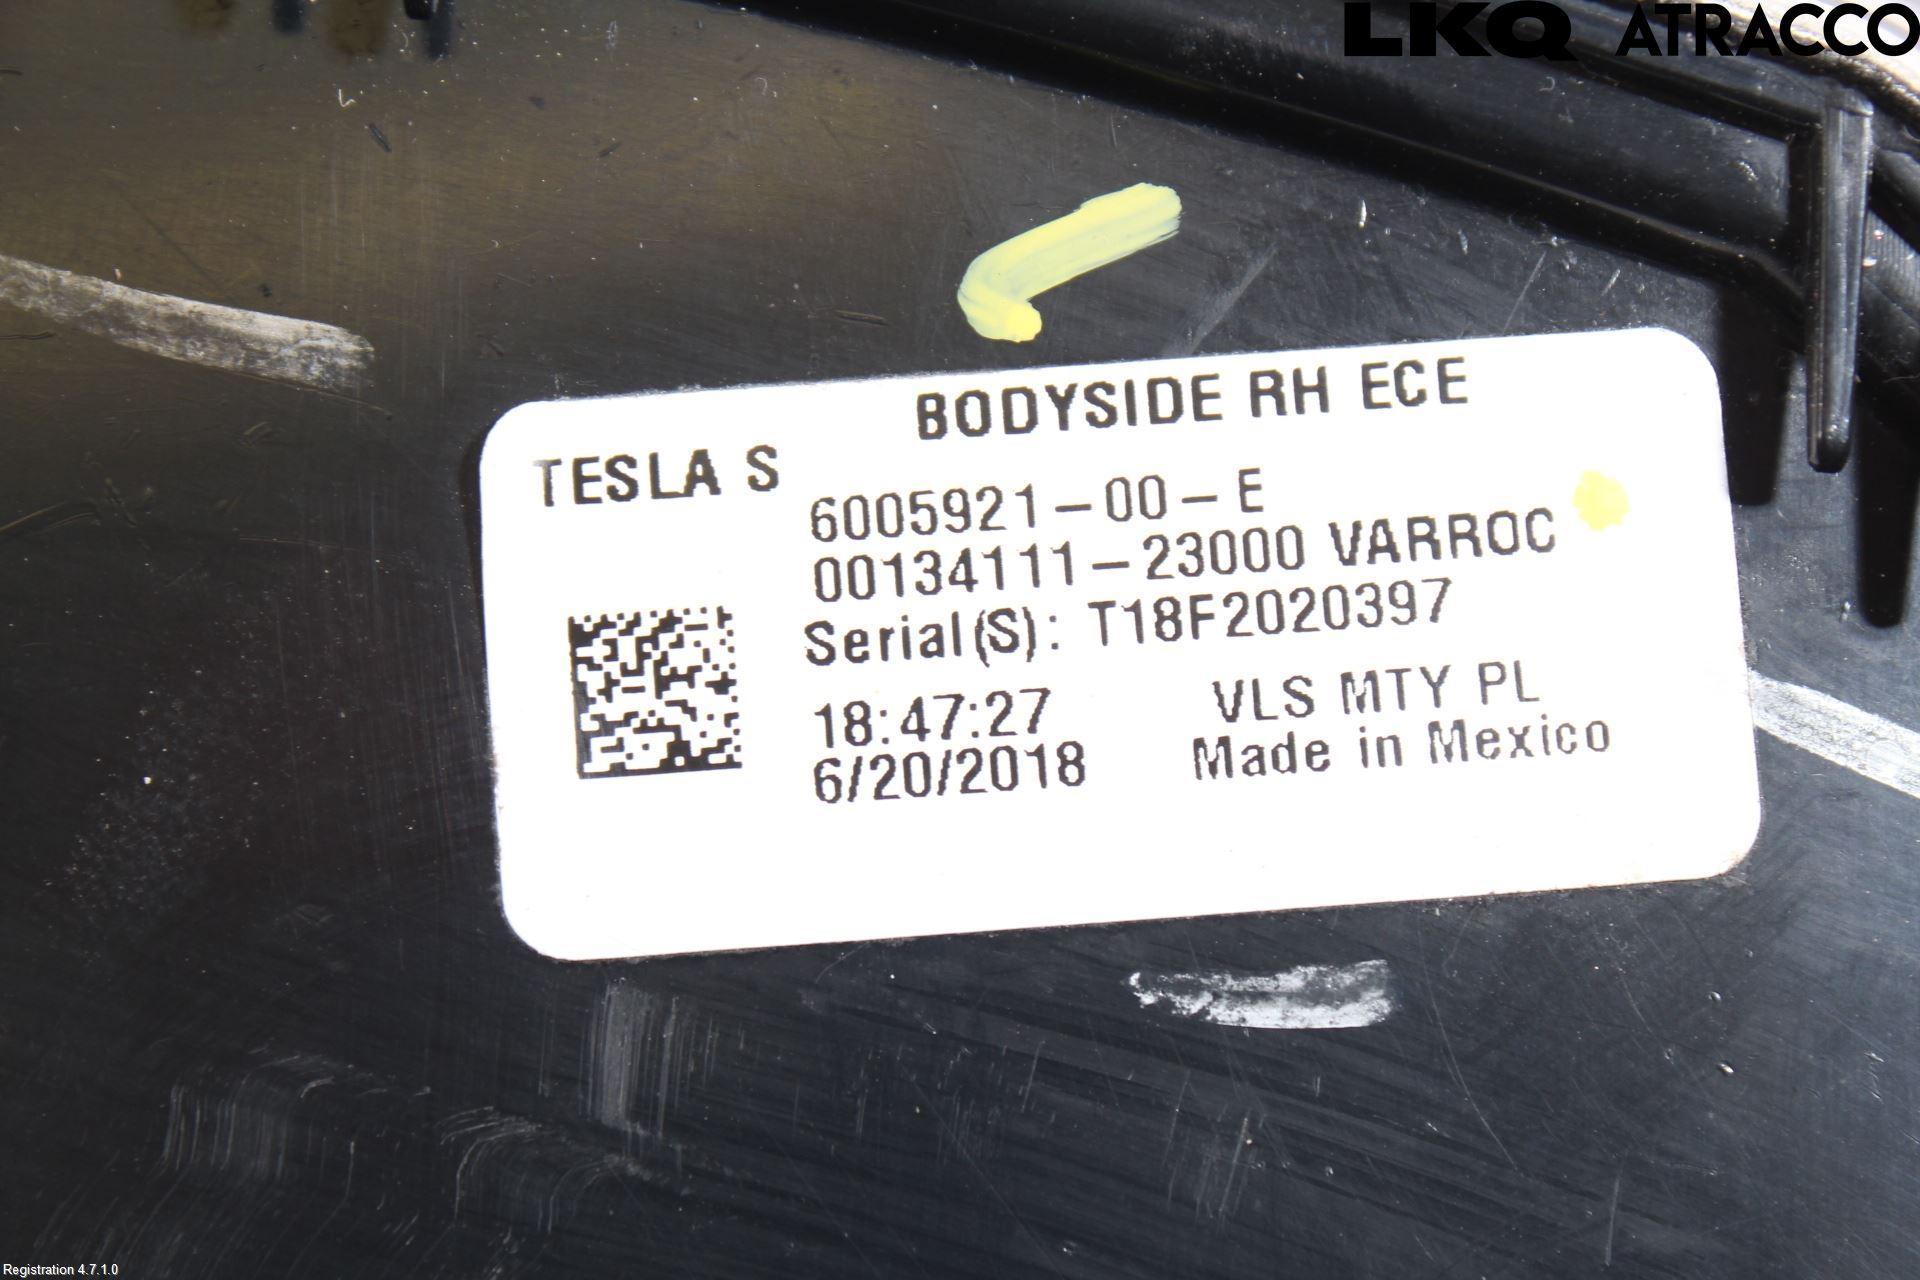 LKQ ATRACCO
BODYSIDE RH ECE
TESLA S
6005921-00-E
00134111-23000 VARROC
Serial(S): T18F2020397
18:47:27 VLS MTY PL
6/20/2018 Made in Mexico
Registration 4.7.1.0